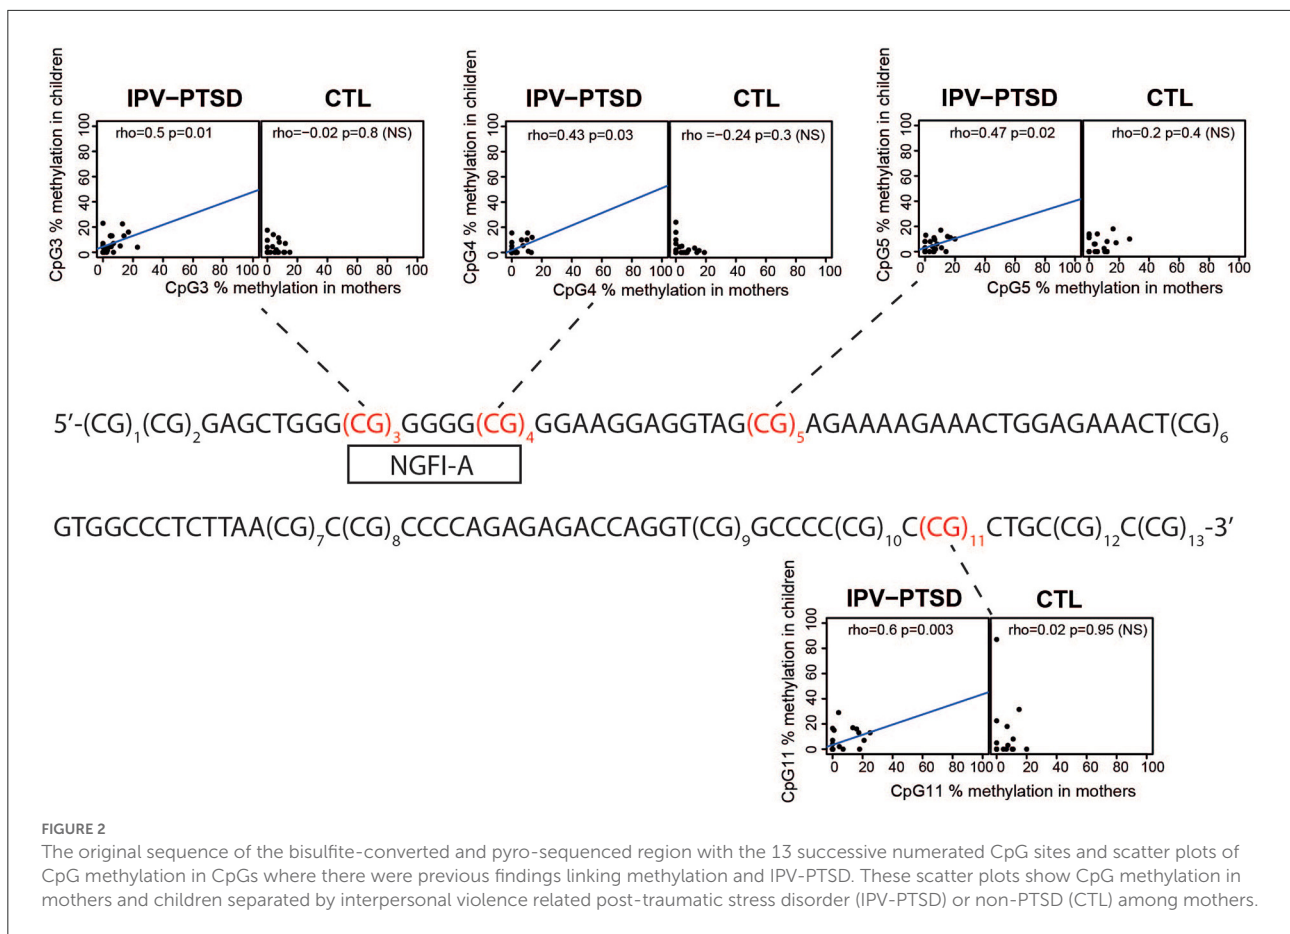 IPV–PTSD CTL
rho=0.5 p=0.01 rho=−0.02 p=0.8 (NS)
CpG3 % methylation in children
0 20 40 60 80 100
0 20 40 60 80 100 0 20 40 60 80 100
CpG3 % methylation in mothers
IPV–PTSD CTL
rho=0.43 p=0.03 rho =−0.24 p=0.3 (NS)
CpG4 % methylation in children
0 20 40 60 80 100
0 20 40 60 80 100 0 20 40 60 80 100
CpG4 % methylation in mothers
IPV–PTSD CTL
rho=0.47 p=0.02 rho=0.2 p=0.4 (NS)
CpG5 % methylation in children
0 20 40 60 80 100
0 20 40 60 80 100 0 20 40 60 80 100
CpG5 % methylation in mothers
5′-(CG)1(CG)2GAGCTGGG(CG)3GGGG(CG)4GGAAGGAGGTAG(CG)5AGAAAAGAAACTGGAGAAACT(CG)6
NGFI-A
GTGGCCCTCTTAA(CG)7C(CG)8CCCCAGAGAGACCAGGT(CG)9GCCCC(CG)10C(CG)11CTGC(CG)12C(CG)13-3′
IPV–PTSD CTL
rho=0.6 p=0.003 rho=0.02 p=0.95 (NS)
CpG11 % methylation in children
0 20 40 60 80 100
0 20 40 60 80 100 0 20 40 60 80 100
CpG11 % methylation in mothers
FIGURE 2
The original sequence of the bisulfite-converted and pyro-sequenced region with the 13 successive numerated CpG sites and scatter plots of
CpG methylation in CpGs where there were previous findings linking methylation and IPV-PTSD. These scatter plots show CpG methylation in
mothers and children separated by interpersonal violence related post-traumatic stress disorder (IPV-PTSD) or non-PTSD (CTL) among mothers.